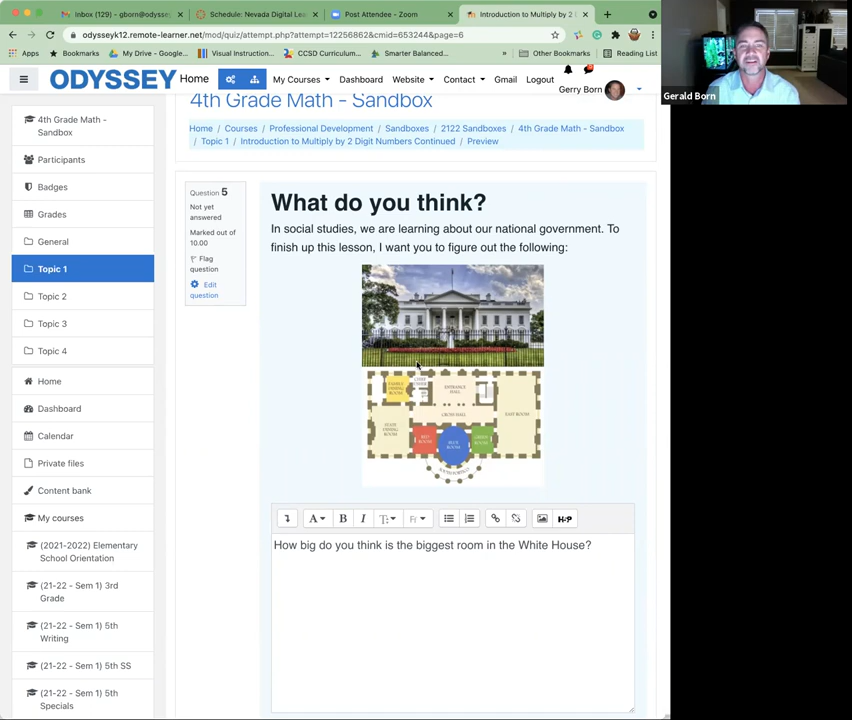 Inbox (129) - gborn@odysse
Schedule: Nevada Digital Lea
Post Attendee - Zoom
Introduction to Multiply by 2
odysseyk12.remote-learner.net/mod/quiz/attempt.php?attempt=12256862&cmid=653244&page=6
Apps
Bookmarks
My Drive - Google...
Visual Instruction...
CCSD Curriculum...
Smarter Balanced...
»
Other Bookmarks
Reading List
ODYSSEY
Home
My Courses
Dashboard
Website
Contact
Gmail
Logout
Gerry Born
Gerald Born
4th Grade Math - Sandbox
Home / Courses / Professional Development / Sandboxes / 2122 Sandboxes / 4th Grade Math - Sandbox
/ Topic 1 / Introduction to Multiply by 2 Digit Numbers Continued / Preview
4th Grade Math -
Sandbox
Participants
Badges
Grades
General
Topic 1
Topic 2
Topic 3
Topic 4
Home
Dashboard
Calendar
Private files
Content bank
My courses
(2021-2022) Elementary
School Orientation
(21-22 - Sem 1) 3rd
Grade
(21-22 - Sem 1) 5th
Writing
(21-22 - Sem 1) 5th SS
(21-22 - Sem 1) 5th
Specials
Question 5
Not yet
answered
Marked out of
10.00
Flag
question
Edit
question
What do you think?
In social studies, we are learning about our national government. To
finish up this lesson, I want you to figure out the following:
FAMILY
DINING
ROOM
ENTRANCE
HALL
CROSS HALL
EAST ROOM
STATE
DINING
ROOM
RED
ROOM
BLUE
ROOM
GREEN
ROOM
SOUTH PORTICO
A
B
I
T
H-P
How big do you think is the biggest room in the White House?